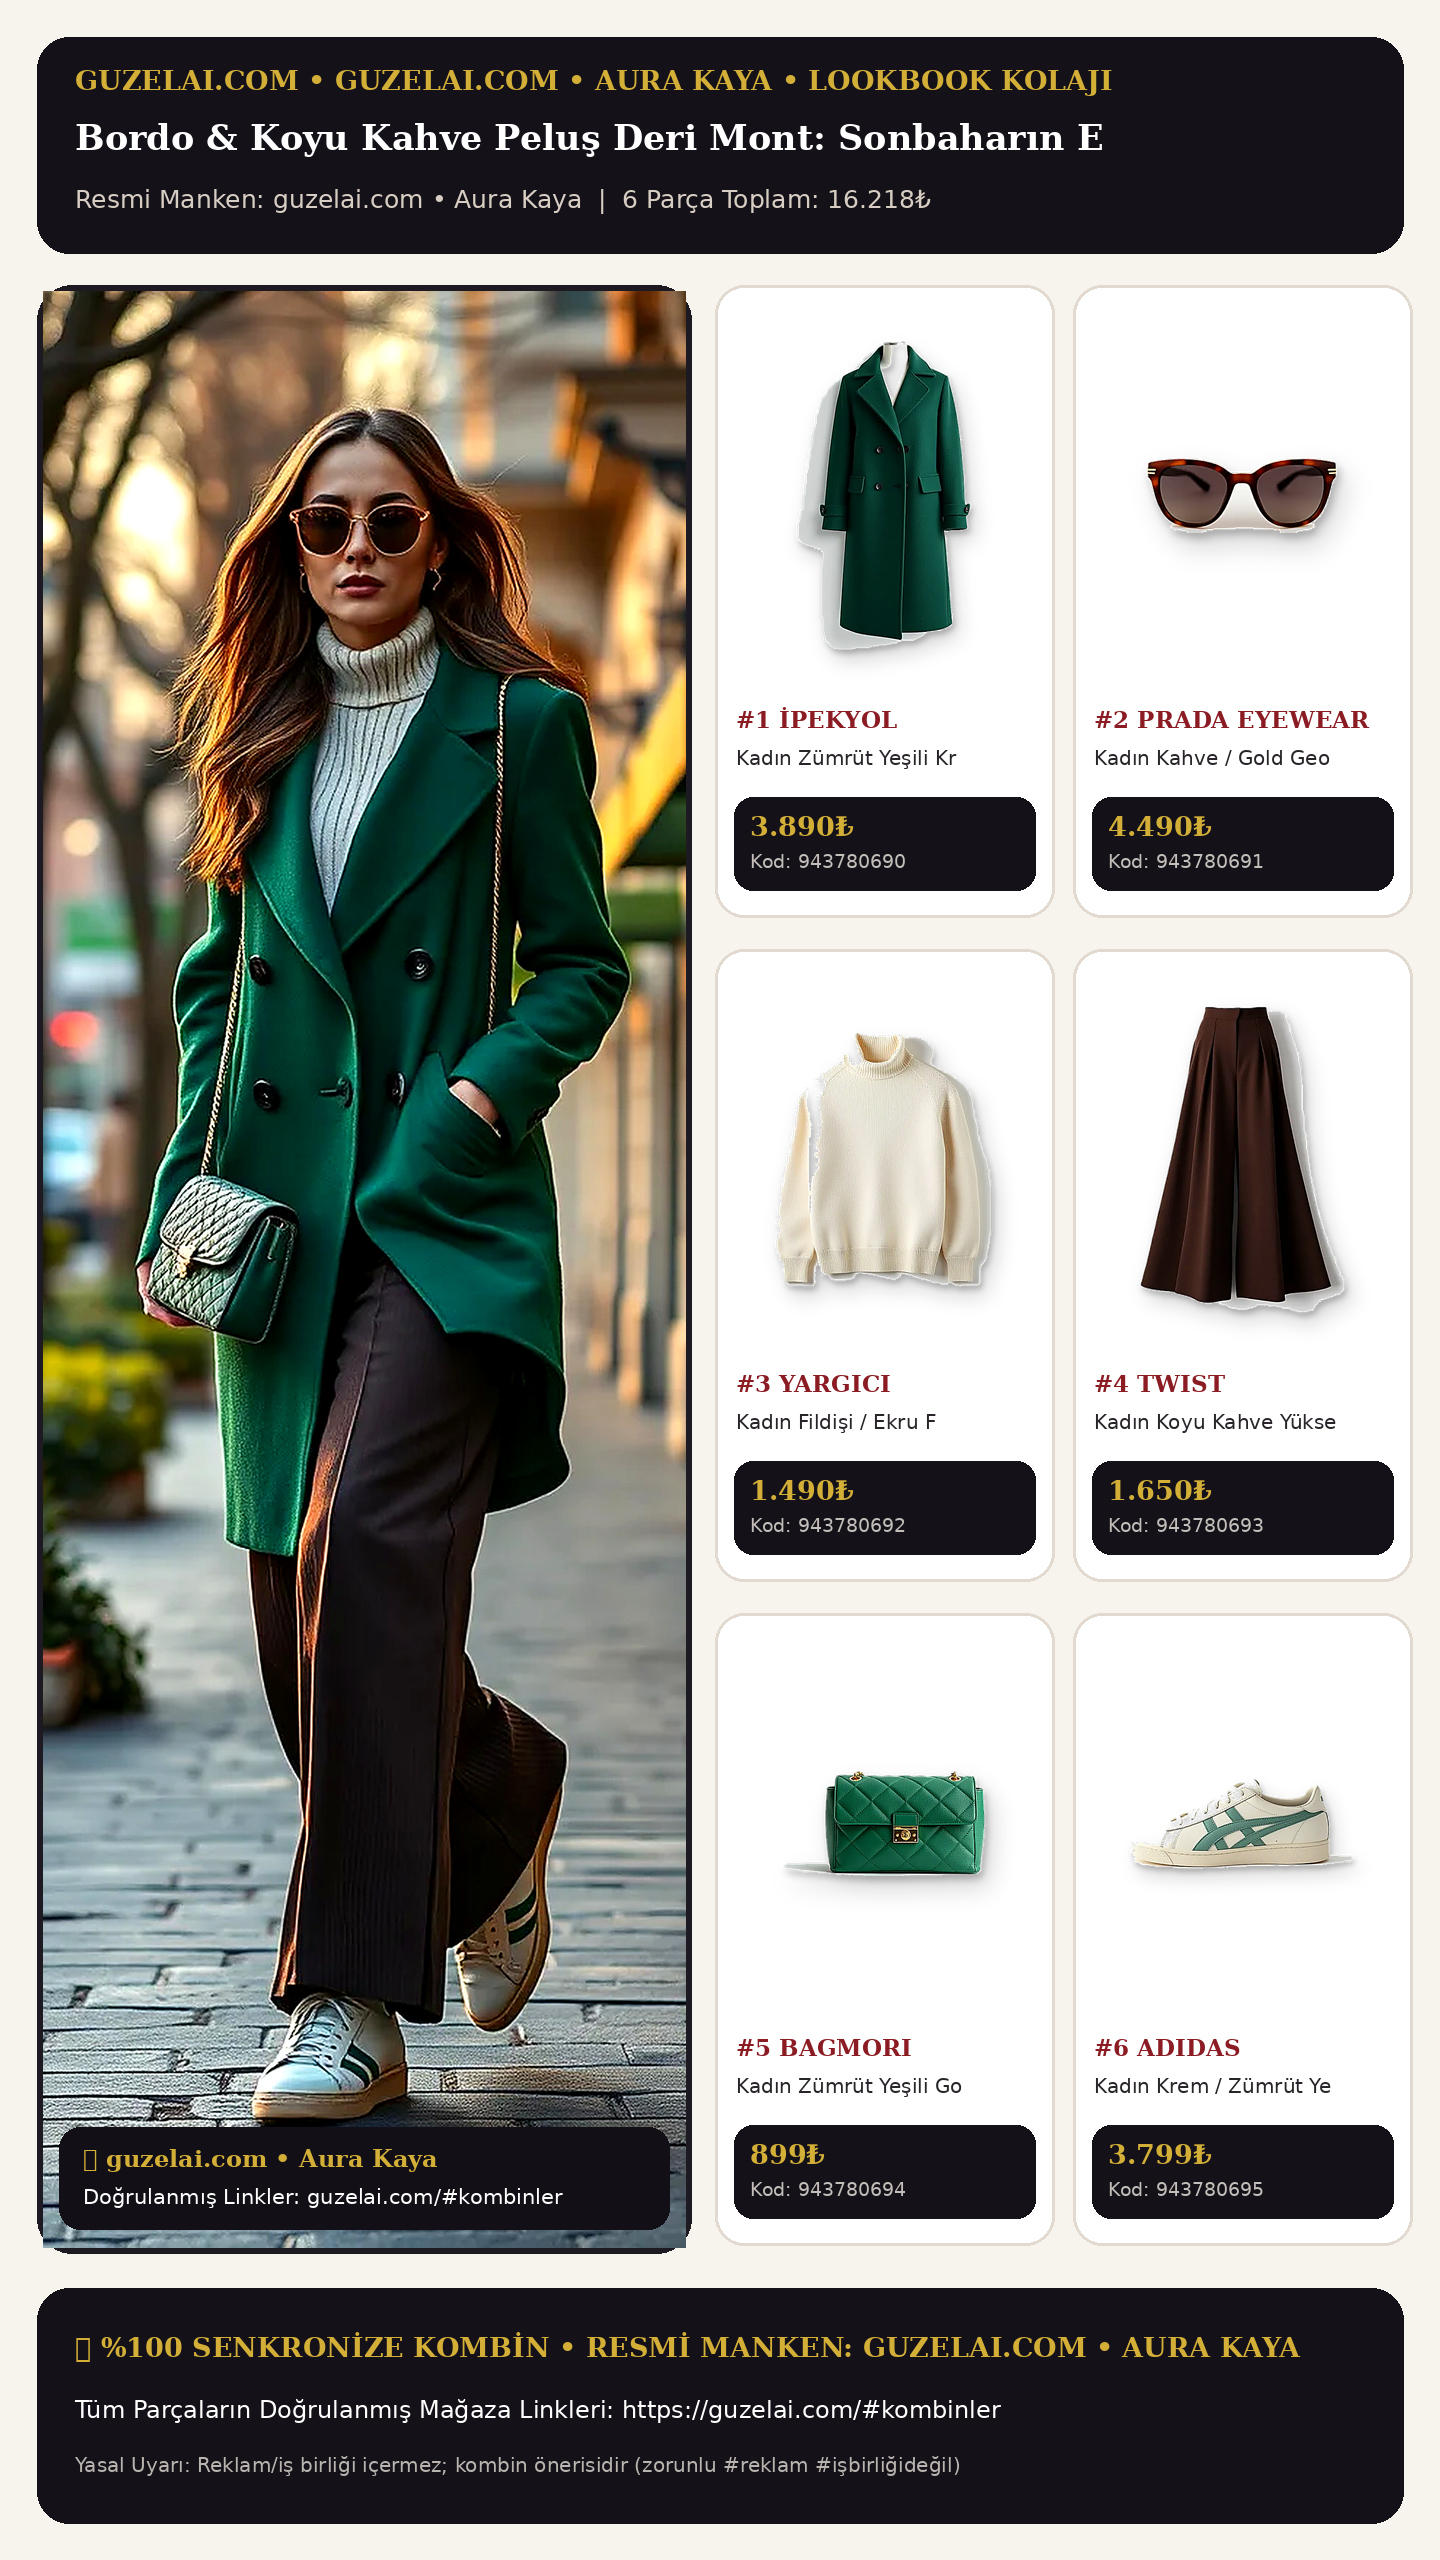 GUZELAI.COM • GUZELAI.COM • AURA KAYA • LOOKBOOK KOLAJI
Bordo & Koyu Kahve Peluş Deri Mont: Sonbaharın E
Resmi Manken: guzelai.com • Aura Kaya | 6 Parça Toplam: 16.218₺
#1 İPEKYOL
Kadın Zümrüt Yeşili Kr
3.890₺
Kod: 943780690
#2 PRADA EYEWEAR
Kadın Kahve / Gold Geo
4.490₺
Kod: 943780691
#3 YARGICI
Kadın Fildişi / Ekru F
1.490₺
Kod: 943780692
#4 TWIST
Kadın Koyu Kahve Yükse
1.650₺
Kod: 943780693
#5 BAGMORI
Kadın Zümrüt Yeşili Go
899₺
Kod: 943780694
#6 ADIDAS
Kadın Krem / Zümrüt Ye
3.799₺
Kod: 943780695
guzelai.com • Aura Kaya
Doğrulanmış Linkler: guzelai.com/#kombinler
%100 SENKRONİZE KOMBİN • RESMİ MANKEN: GUZELAI.COM • AURA KAYA
Tüm Parçaların Doğrulanmış Mağaza Linkleri: https://guzelai.com/#kombinler
Yasal Uyarı: Reklam/iş birliği içermez; kombin önerisidir (zorunlu #reklam #işbirliğideğil)